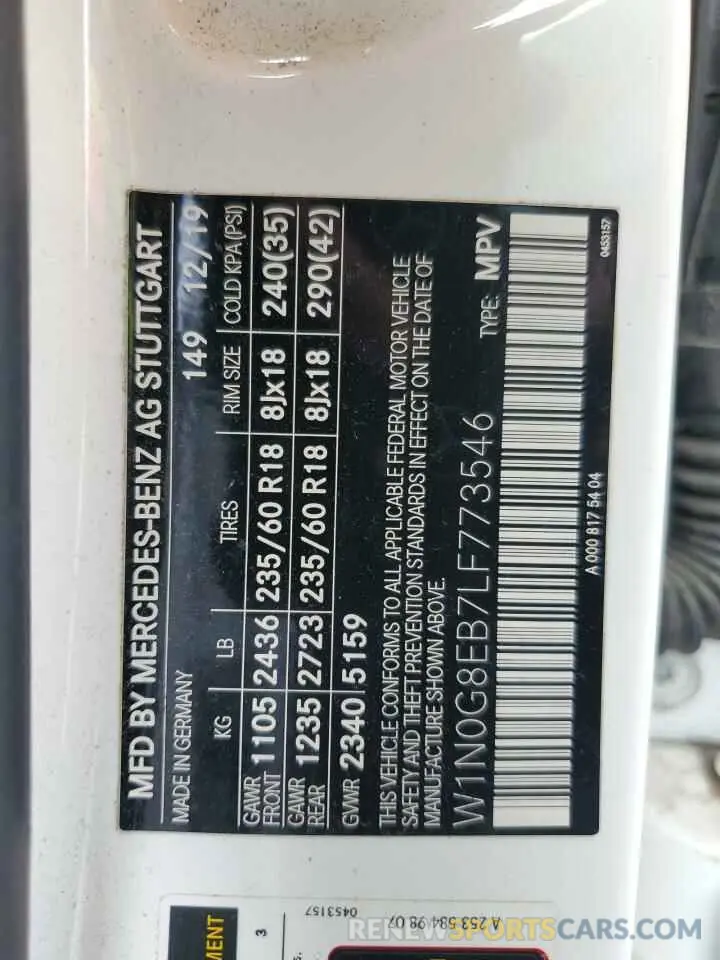 MFD BY MERCEDES-BENZ AG STUTTGART
MADE IN GERMANY 149 12/19
KG LB TIRES RIM SIZE COLD KPA(PSI)
GAWR FRONT 1105 2436 235/60 R18 8Jx18 240(35)
GAWR REAR 1235 2723 235/60 R18 8Jx18 290(42)
GVWR 2340 5159
THIS VEHICLE CONFORMS TO ALL APPLICABLE FEDERAL MOTOR VEHICLE
SAFETY AND THEFT PREVENTION STANDARDS IN EFFECT ON THE DATE OF
MANUFACTURE SHOWN ABOVE.
W1N0G8EB7LF773546 TYPE: MPV
A 000 817 54 04 0453157
MENT
3
s.
0453157
A 253 584 98 07
RENEWSPORTSCARS.COM